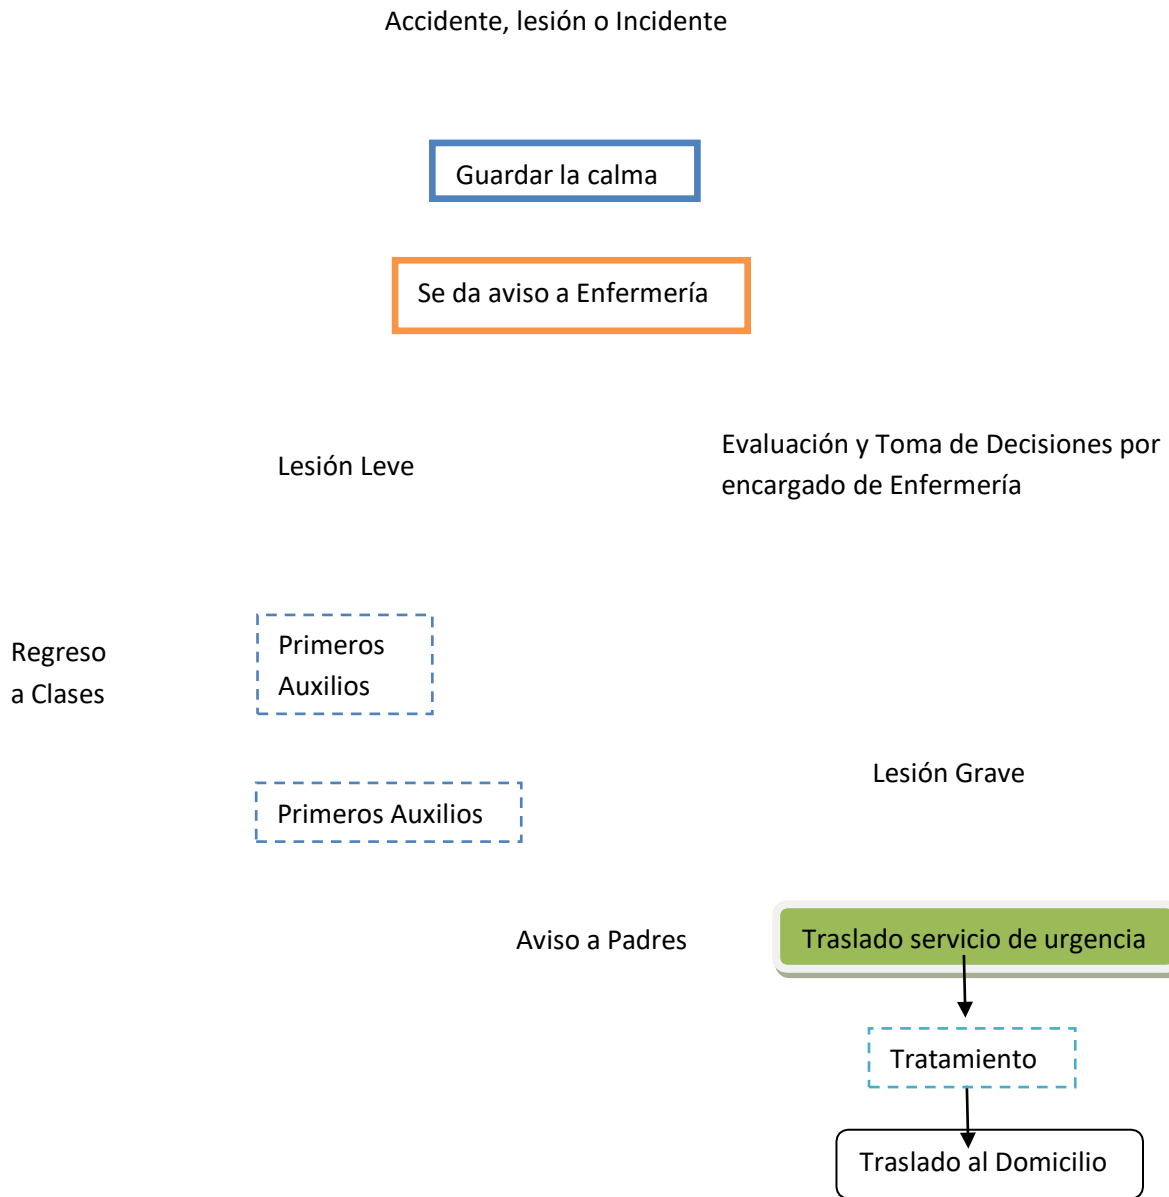 Accidente, lesión o Incidente
Guardar la calma
Se da aviso a Enfermería
Lesión Leve
Evaluación y Toma de Decisiones por
encargado de Enfermería
Regreso
a Clases
Primeros
Auxilios
Lesión Grave
Primeros Auxilios
Aviso a Padres
Traslado servicio de urgencia
Tratamiento
Traslado al Domicilio